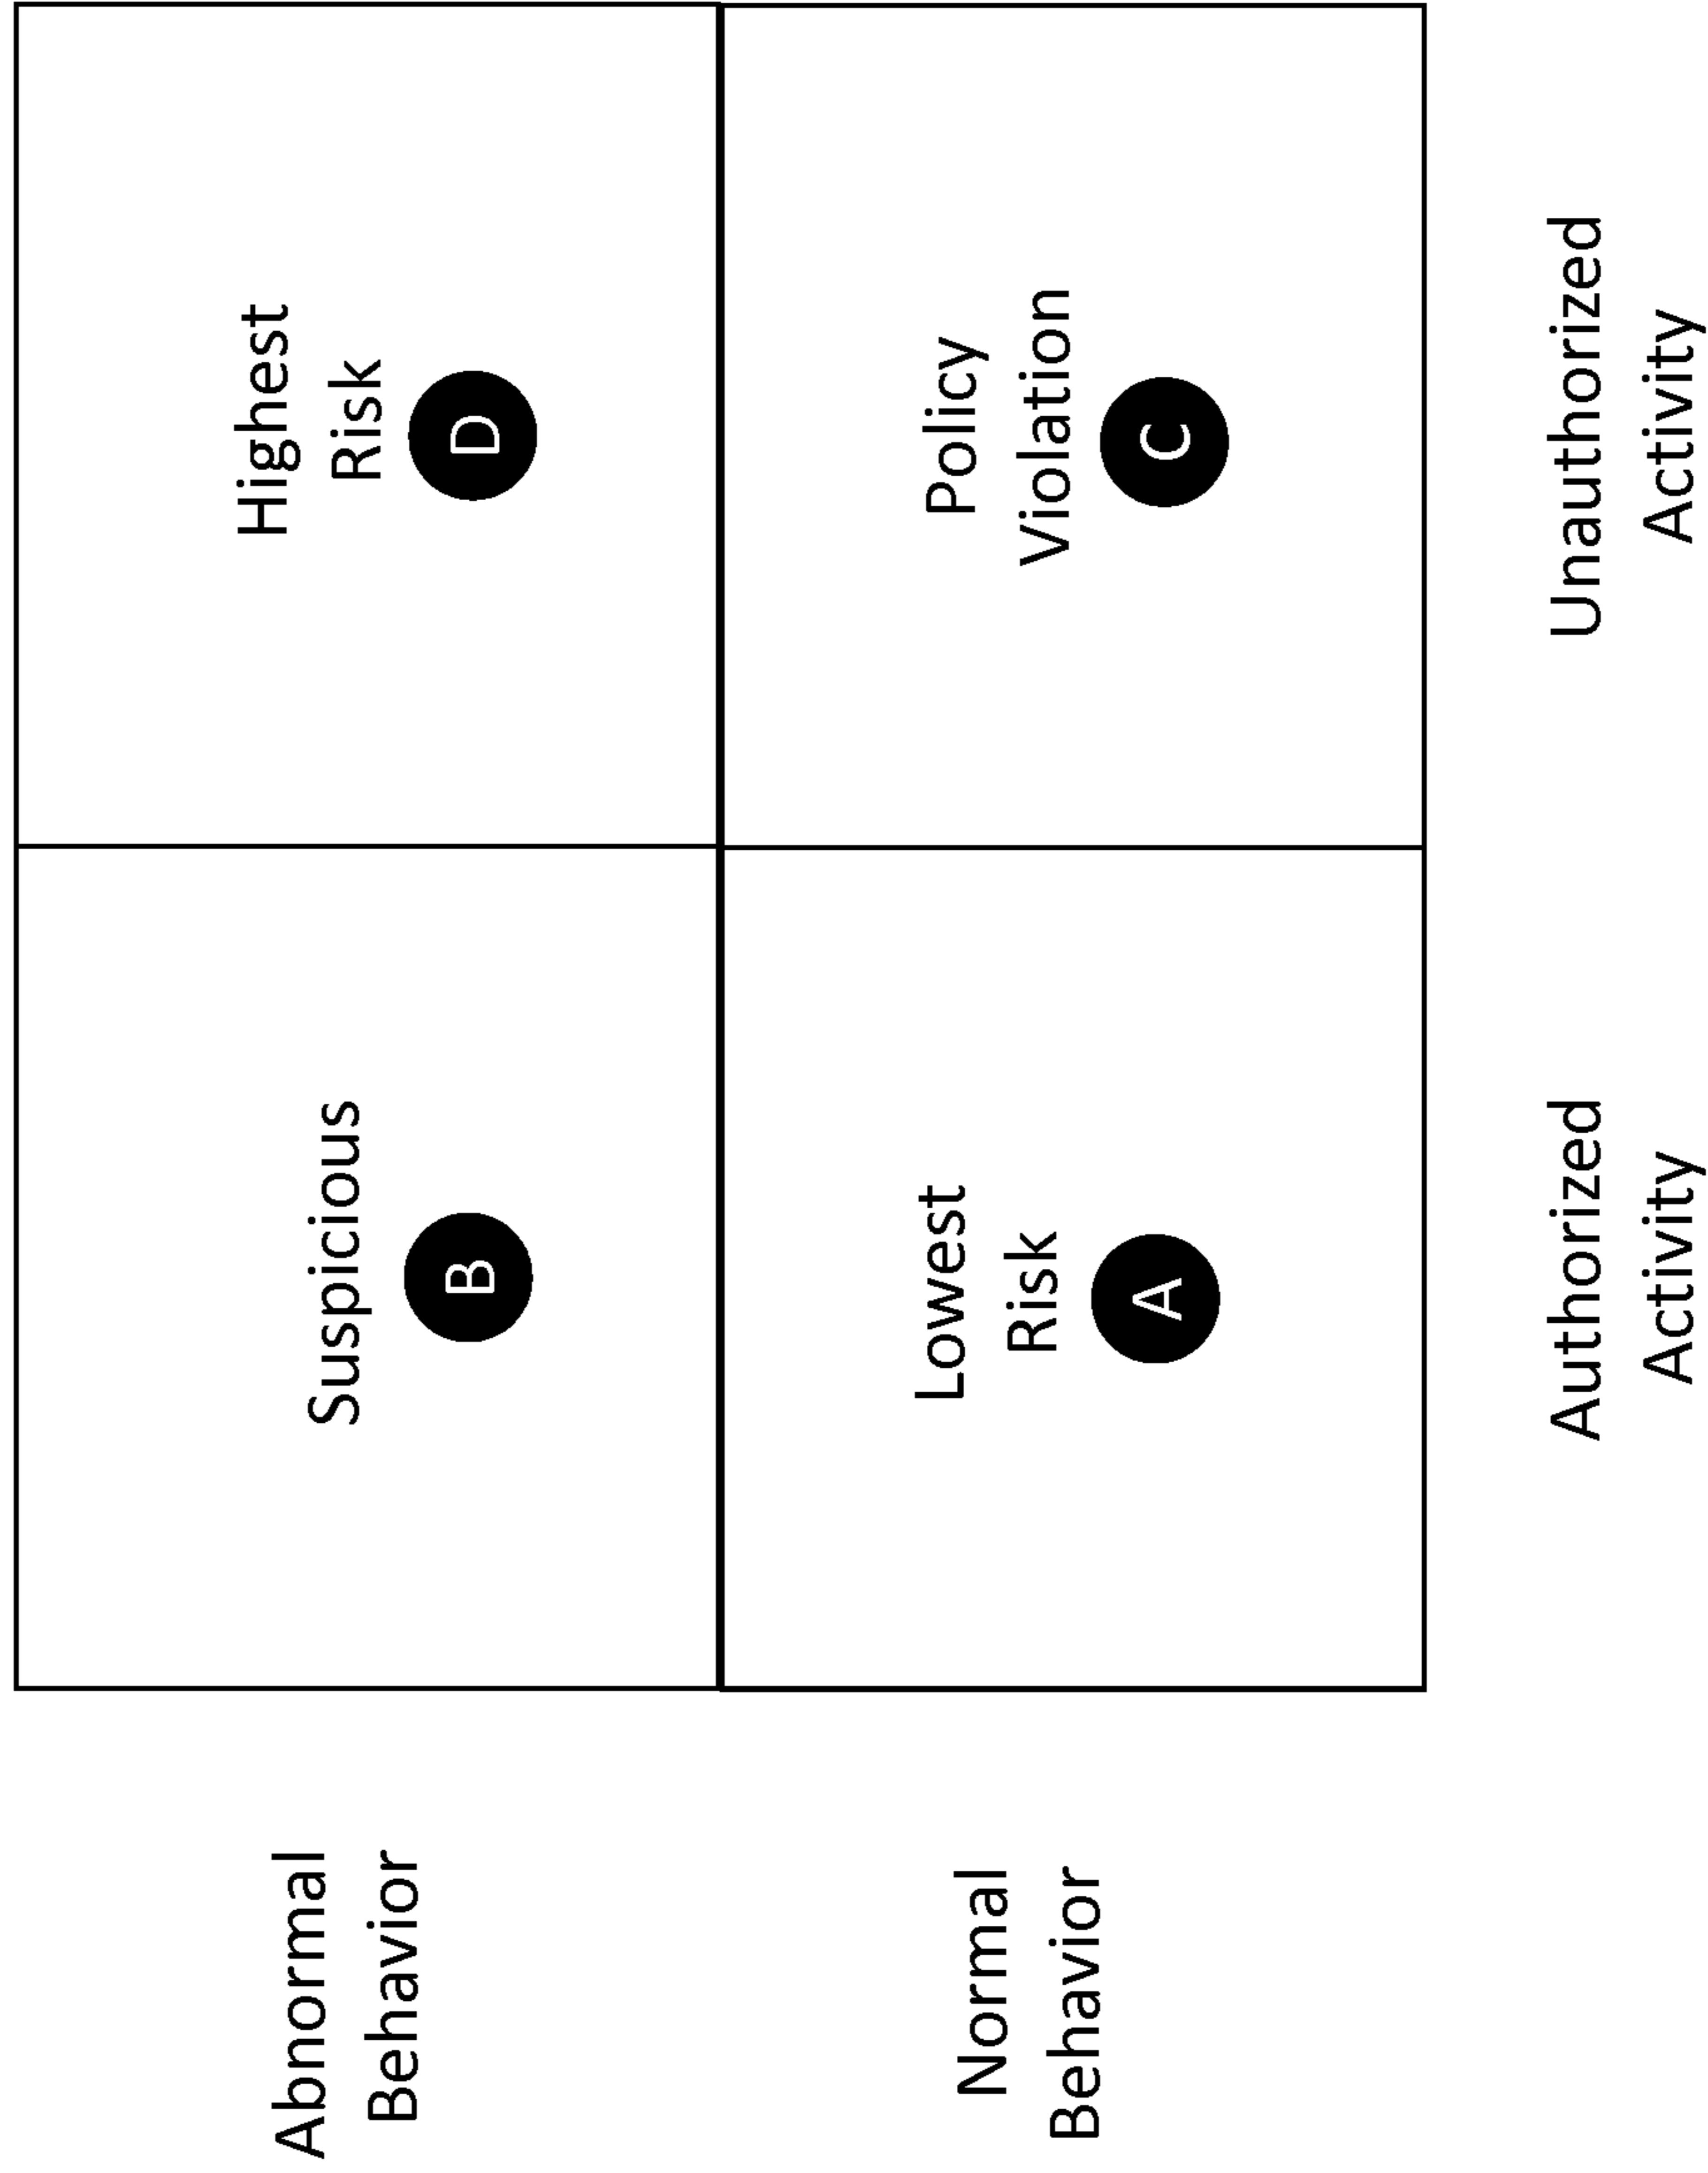 Abnormal
Behavior
Suspicious
B
Highest
Risk
D
Normal
Behavior
Lowest
Risk
A
Policy
Violation
C
Authorized
Activity
Unauthorized
Activity